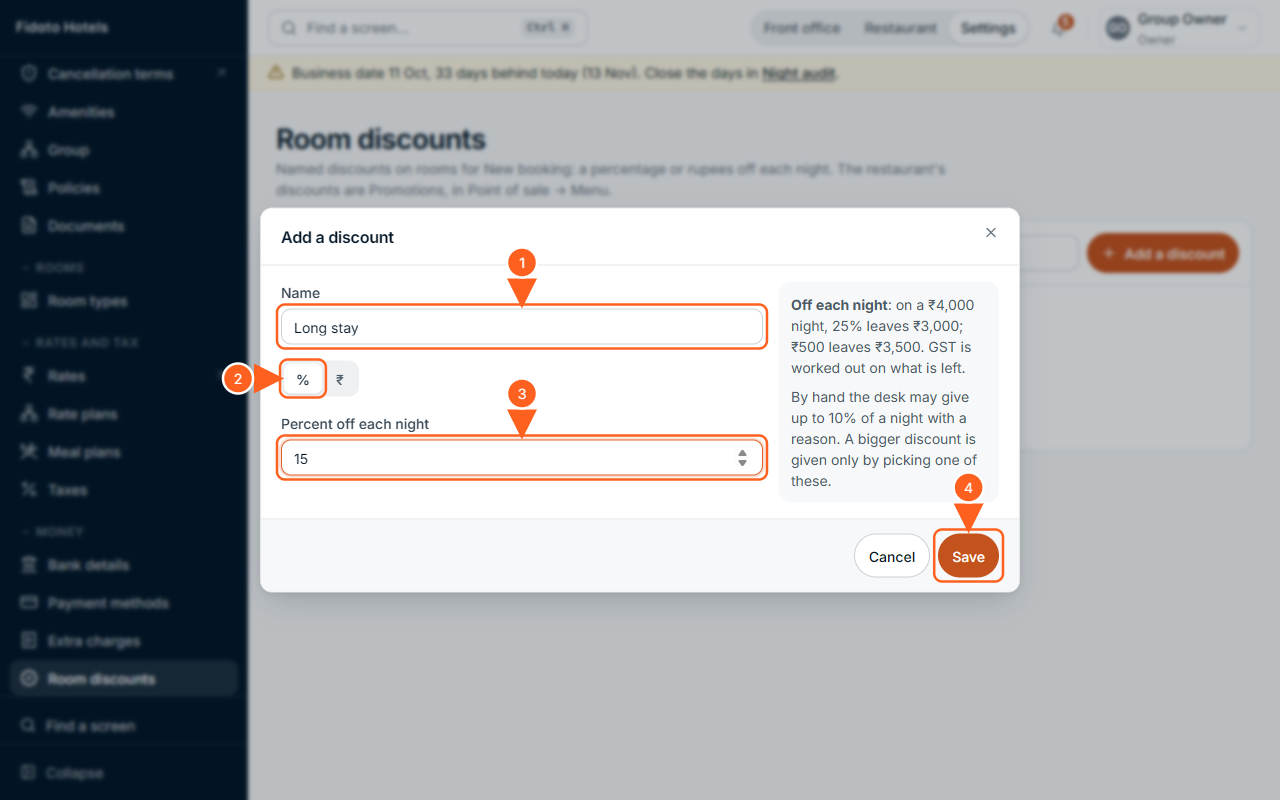 Fidato Hotels
Find a screen...
Ctrl K
Front office
Restaurant
Settings
Group Owner
Owner
Cancellation terms
Amenities
Group
Policies
Documents
ROOMS
Room types
RATES AND TAX
Rates
Rate plans
Meal plans
Taxes
MONEY
Bank details
Payment methods
Extra charges
Room discounts
Find a screen
Collapse
Business date 11 Oct, 33 days behind today (13 Nov). Close the days in Night audit.
Room discounts
Named discounts on rooms for New booking: a percentage or rupees off each night. The restaurant's
discounts are Promotions, in Point of sale → Menu.
+ Add a discount
Add a discount
1
Name
Long stay
2
%
₹
3
Percent off each night
15
Off each night: on a ₹4,000
night, 25% leaves ₹3,000;
₹500 leaves ₹3,500. GST is
worked out on what is left.
By hand the desk may give
up to 10% of a night with a
reason. A bigger discount is
given only by picking one of
these.
4
Cancel
Save